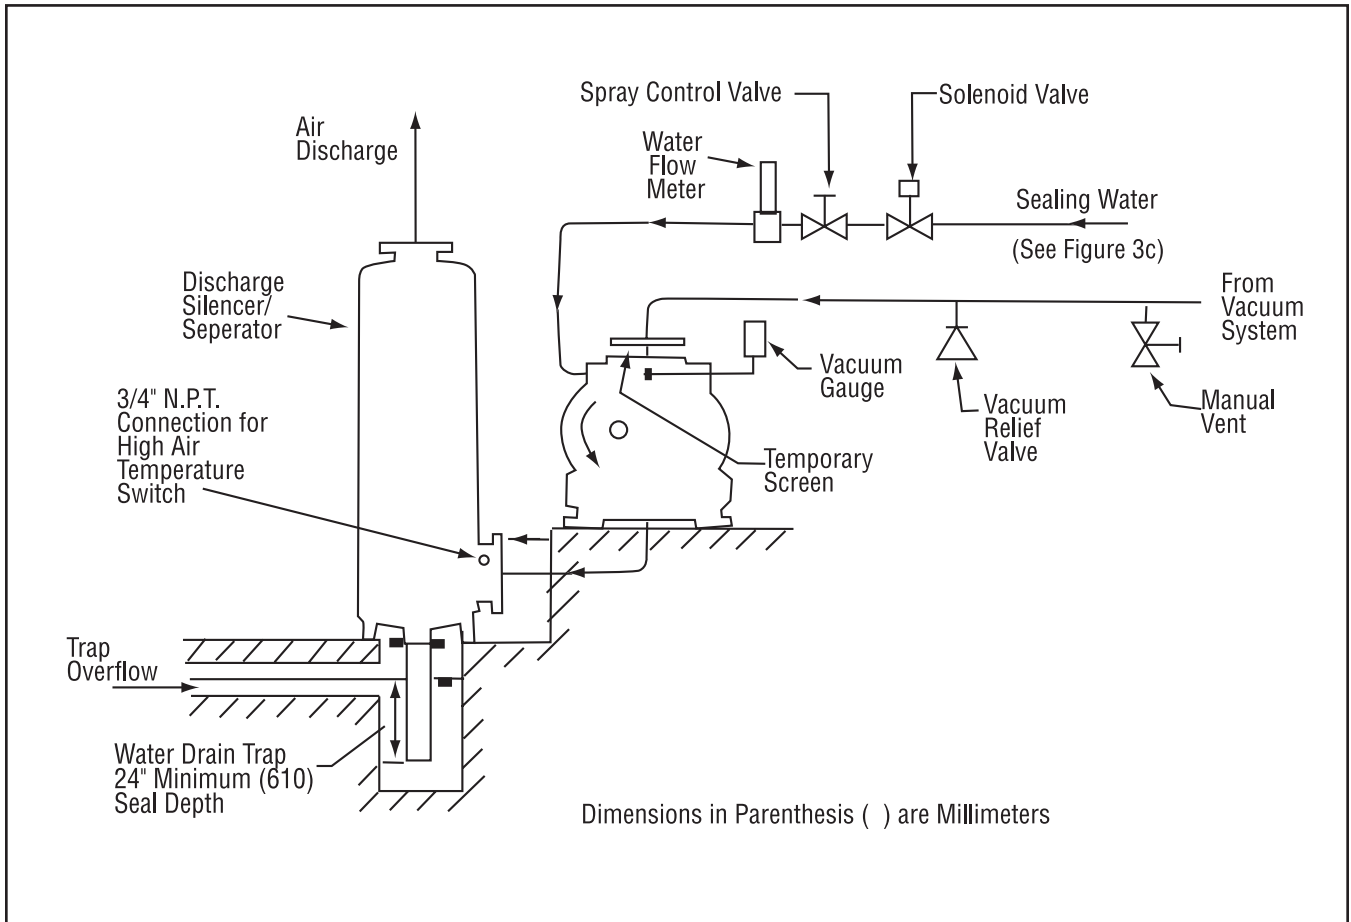 Spray Control Valve
Solenoid Valve
Air
Discharge
Water
Flow
Meter
Sealing Water
(See Figure 3c)
Discharge
Silencer/
Seperator
From
Vacuum
System
Vacuum
Gauge
3/4" N.P.T.
Connection for
High Air
Temperature
Switch
Vacuum
Relief
Valve
Manual
Vent
Temporary
Screen
Trap
Overflow
Water Drain Trap
24" Minimum (610)
Seal Depth
Dimensions in Parenthesis ( ) are Millimeters